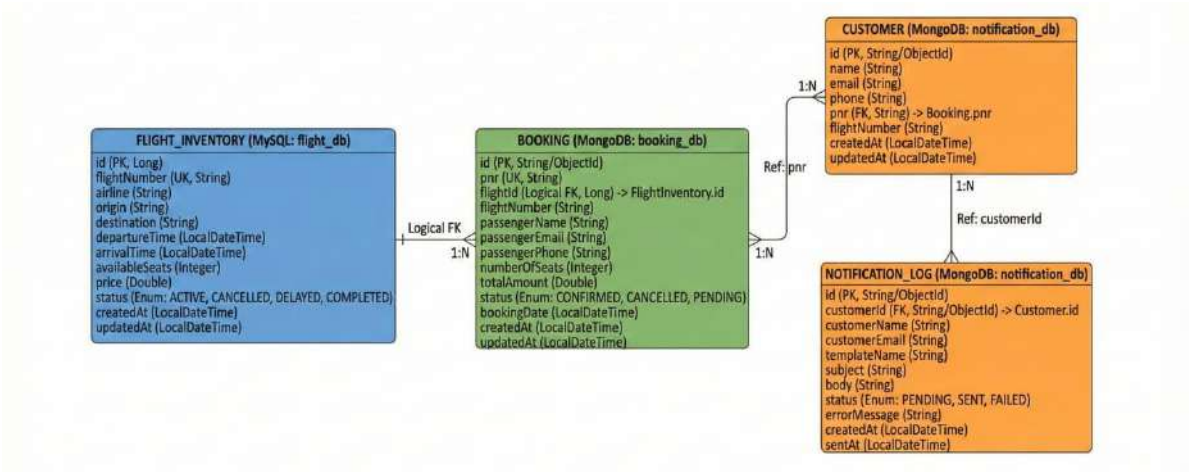 FLIGHT_INVENTORY (MySQL: flight_db)
id (PK, Long)
flightNumber (UK, String)
airline (String)
origin (String)
destination (String)
departureTime (LocalDateTime)
arrivalTime (LocalDateTime)
availableSeats (Integer)
price (Double)
status (Enum: ACTIVE, CANCELLED, DELAYED, COMPLETED)
createdAt (LocalDateTime)
updatedAt (LocalDateTime)
Logical FK
1:N
BOOKING (MongoDB: booking_db)
id (PK, String/ObjectId)
pnr (UK, String)
flightId (Logical FK, Long) -> FlightInventory.id
flightNumber (String)
passengerName (String)
passengerEmail (String)
passengerPhone (String)
numberOfSeats (Integer)
totalAmount (Double)
status (Enum: CONFIRMED, CANCELLED, PENDING)
bookingDate (LocalDateTime)
createdAt (LocalDateTime)
updatedAt (LocalDateTime)
1:N
Ref: pnr
1:N
CUSTOMER (MongoDB: notification_db)
id (PK, String/ObjectId)
name (String)
email (String)
phone (String)
pnr (FK, String) -> Booking.pnr
flightNumber (String)
createdAt (LocalDateTime)
updatedAt (LocalDateTime)
1:N
Ref: customerId
NOTIFICATION_LOG (MongoDB: notification_db)
id (PK, String/ObjectId)
customerId (FK, String/ObjectId) -> Customer.id
customerName (String)
customerEmail (String)
templateName (String)
subject (String)
body (String)
status (Enum: PENDING, SENT, FAILED)
errorMessage (String)
createdAt (LocalDateTime)
sentAt (LocalDateTime)